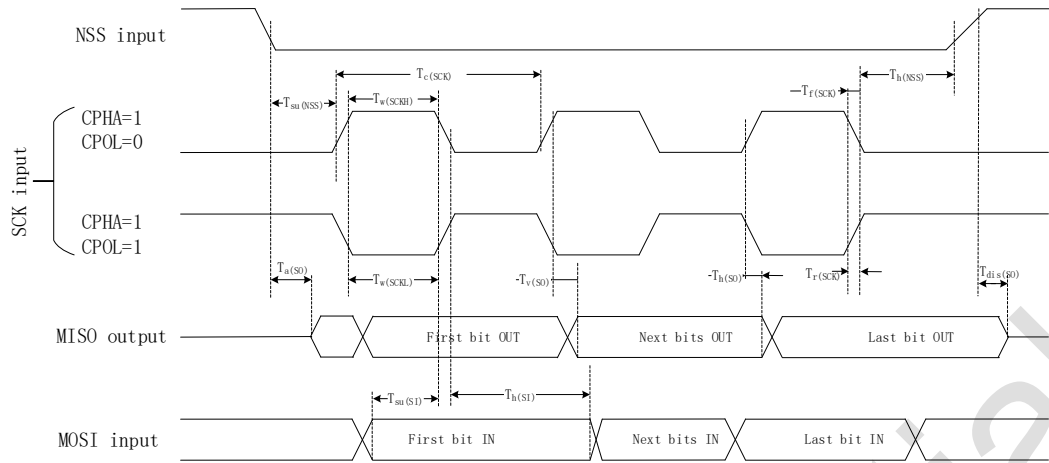 NSS input
Tc(SCK)
Th(NSS)
Tsu(NSS)
Tw(SCKH)
Tf(SCK)
CPHA=1
CPOL=0
SCK input
CPHA=1
CPOL=1
Ta(SO)
Tw(SCKL)
Tv(SO)
Th(SO)
Tr(SCK)
Tdis(SO)
MISO output
First bit OUT
Next bits OUT
Last bit OUT
Tsu(SI)
Th(SI)
MOSI input
First bit IN
Next bits IN
Last bit IN